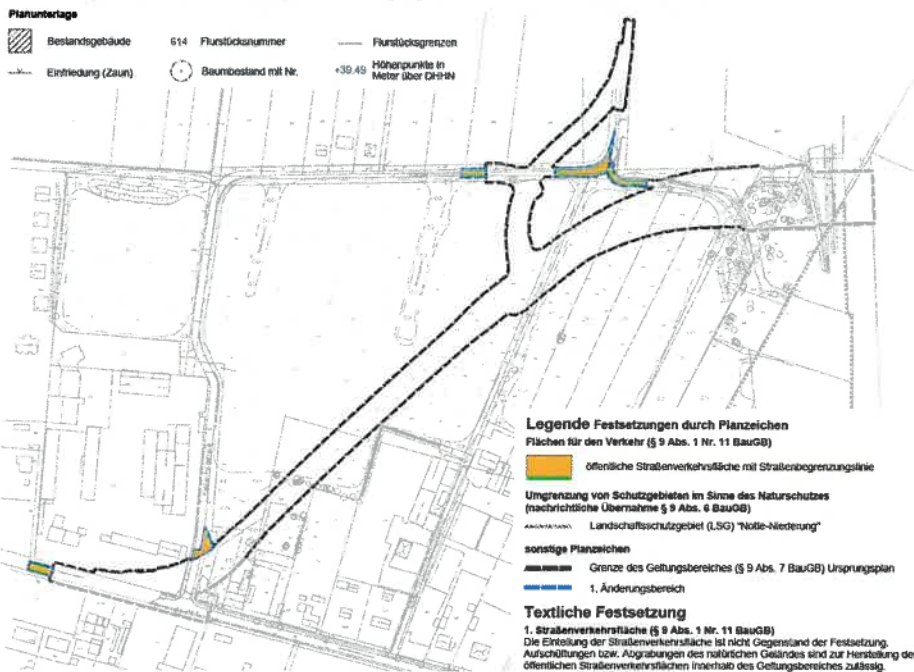 Planunterlage
Bestandsgebäude
614 Flurstücksnummer
Flurstücksgrenzen
Einfriedung (Zaun)
Baumbestand mit Nr.
+39.49 Höhenpunkte in
Meter über DHHN
Legende Festsetzungen durch Planzeichen
Flächen für den Verkehr (§ 9 Abs. 1 Nr. 11 BauGB)
öffentliche Straßenverkehrsfläche mit Straßenbegrenzungslinie
Umgrenzung von Schutzgebieten im Sinne des Naturschutzes
(nachrichtliche Übernahme § 9 Abs. 6 BauGB)
Landschaftsschutzgebiet (LSG) "Notte-Niederung"
sonstige Planzeichen
Grenze des Geltungsbereiches (§ 9 Abs. 7 BauGB) Ursprungsplan
1. Änderungsbereich
Textliche Festsetzung
1. Straßenverkehrsfläche (§ 9 Abs. 1 Nr. 11 BauGB)
Die Einteilung der Straßenverkehrsfläche ist nicht Gegenstand der Festsetzung.
Aufschüttungen bzw. Abgrabungen des natürlichen Geländes sind zur Herstellung der
öffentlichen Straßenverkehrsflächen innerhalb des Geltungsbereiches zulässig.